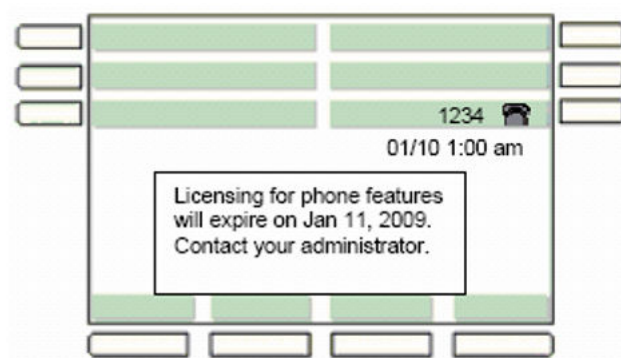 1234
01/10 1:00 am
Licensing for phone features
will expire on Jan 11, 2009.
Contact your administrator.